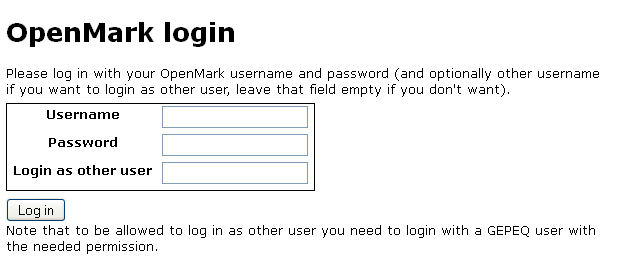 OpenMark login
Please log in with your OpenMark username and password (and optionally other username
if you want to login as other user, leave that field empty if you don't want).
Username
Password
Login as other user
Log in
Note that to be allowed to log in as other user you need to login with a GEPEQ user with
the needed permission.